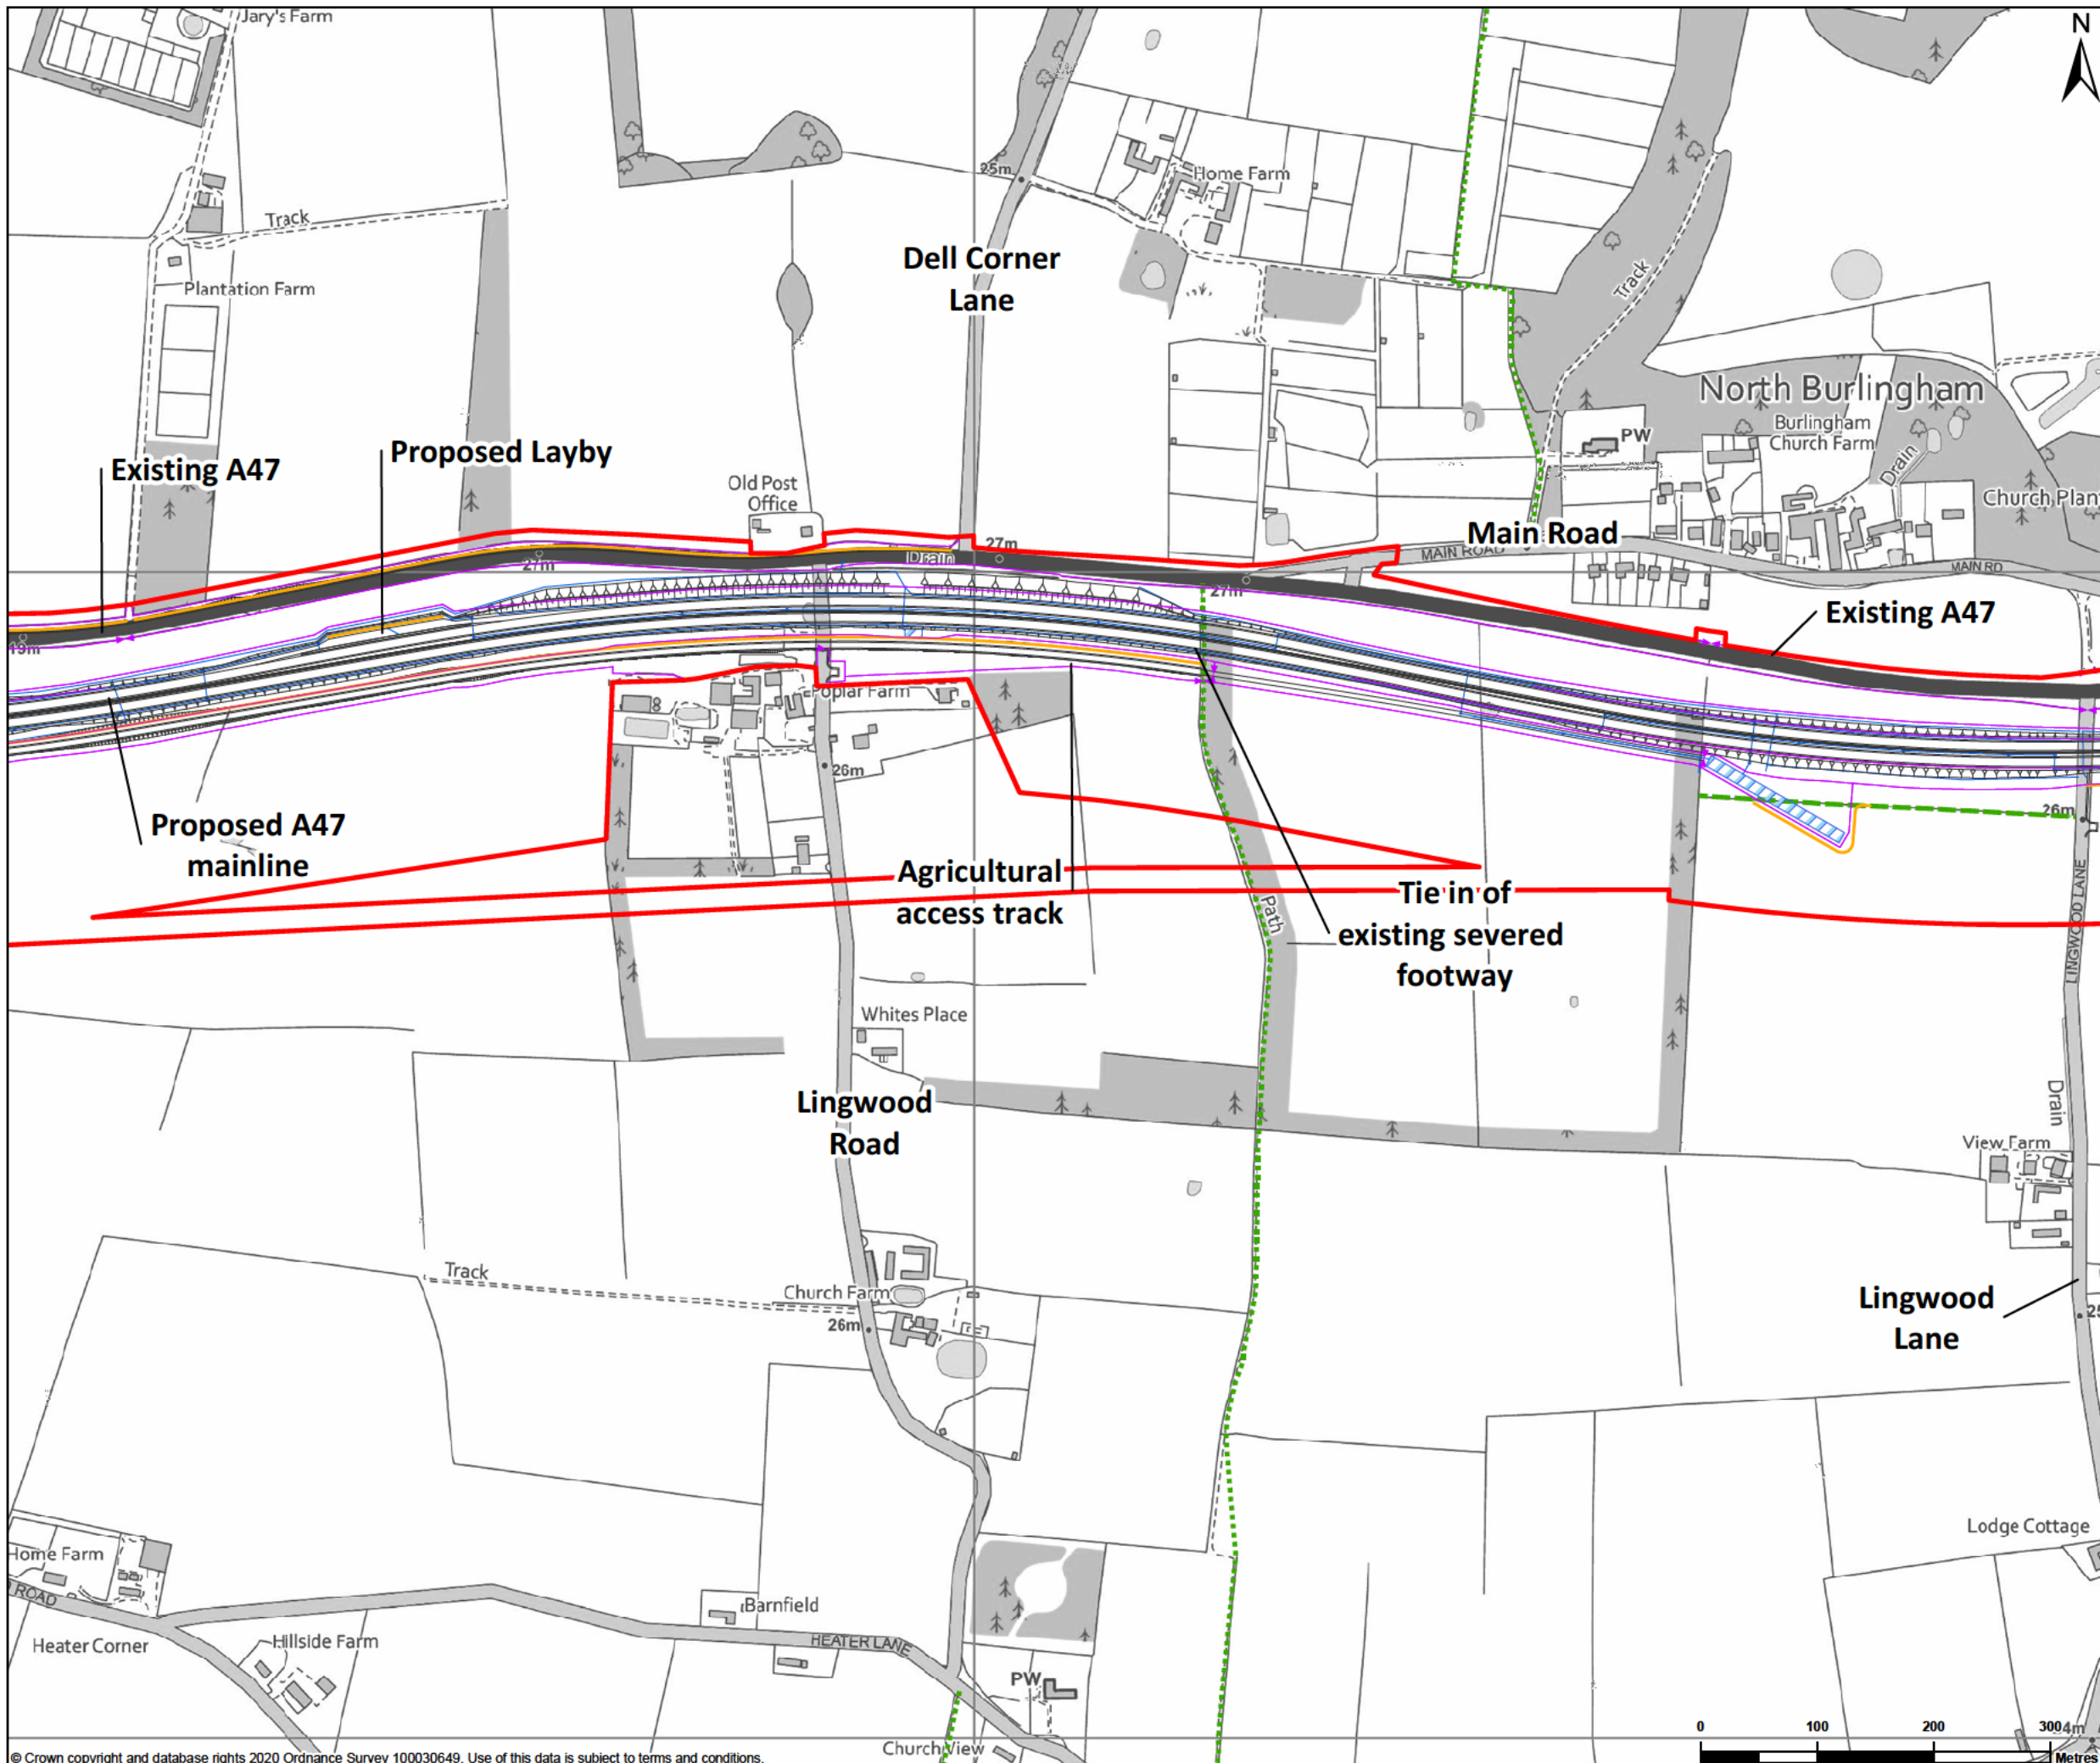 Jary's Farm
N
25m
Home Farm
Track
Dell Corner
Lane
Track
Plantation Farm
North Burlingham
Burlingham
Church Farm
PW
Drain
Existing A47
Proposed Layby
Old Post
Office
Church Plan
Main Road
27m
Drain
27m
MAIN ROAD
MAIN RD
27m
Existing A47
19m
Poplar Farm
26m
26m
Proposed A47
mainline
Agricultural
access track
Path
Tie in of
existing severed
footway
LINGWOOD LANE
Whites Place
Lingwood
Road
Drain
View Farm
Track
Church Farm
26m
Lingwood
Lane
25
Lodge Cottage
Home Farm
ROAD
Barnfield
Heater Corner
Hillside Farm
HEATER LANE
PW
0 100 200 300
4m
Metres
Church View
© Crown copyright and database rights 2020 Ordnance Survey 100030649. Use of this data is subject to terms and conditions.